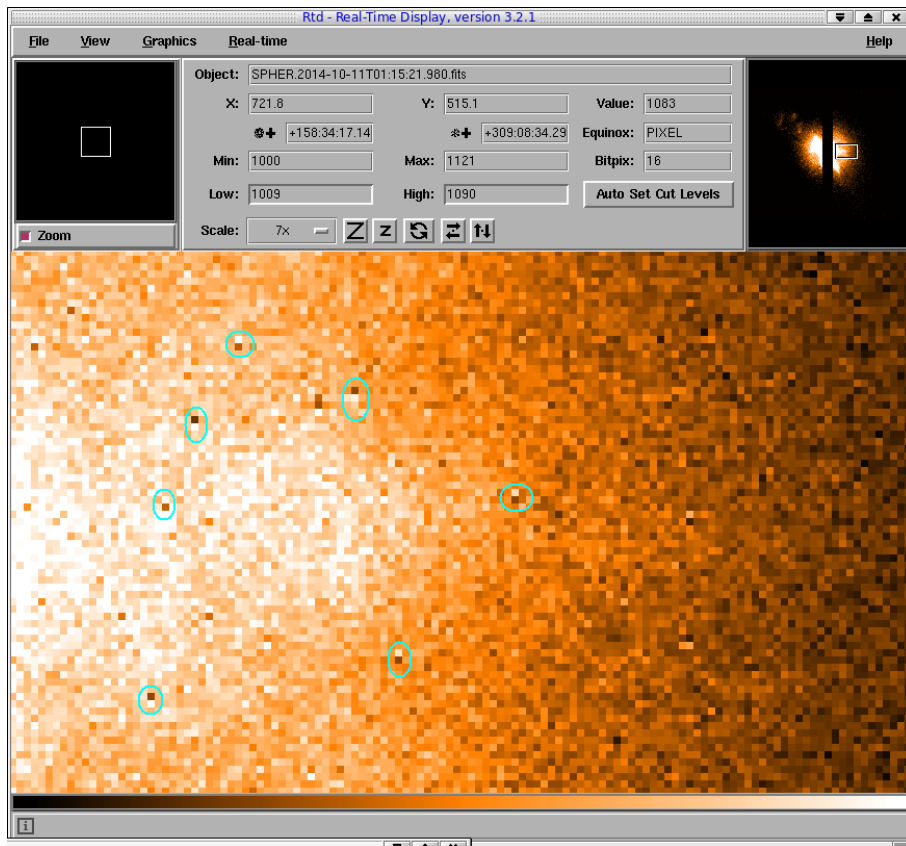 Rtd - Real-Time Display, version 3.2.1
File View Graphics Real-time Help
Object: SPHER.2014-10-11T01:15:21.980.fits
X: 721.8 Y: 515.1 Value: 1083
+158:34:17.14 +309:08:34.29 Equinox: PIXEL
Min: 1000 Max: 1121 Bitpix: 16
Low: 1009 High: 1090 Auto Set Cut Levels
Zoom Scale: 7x Z z